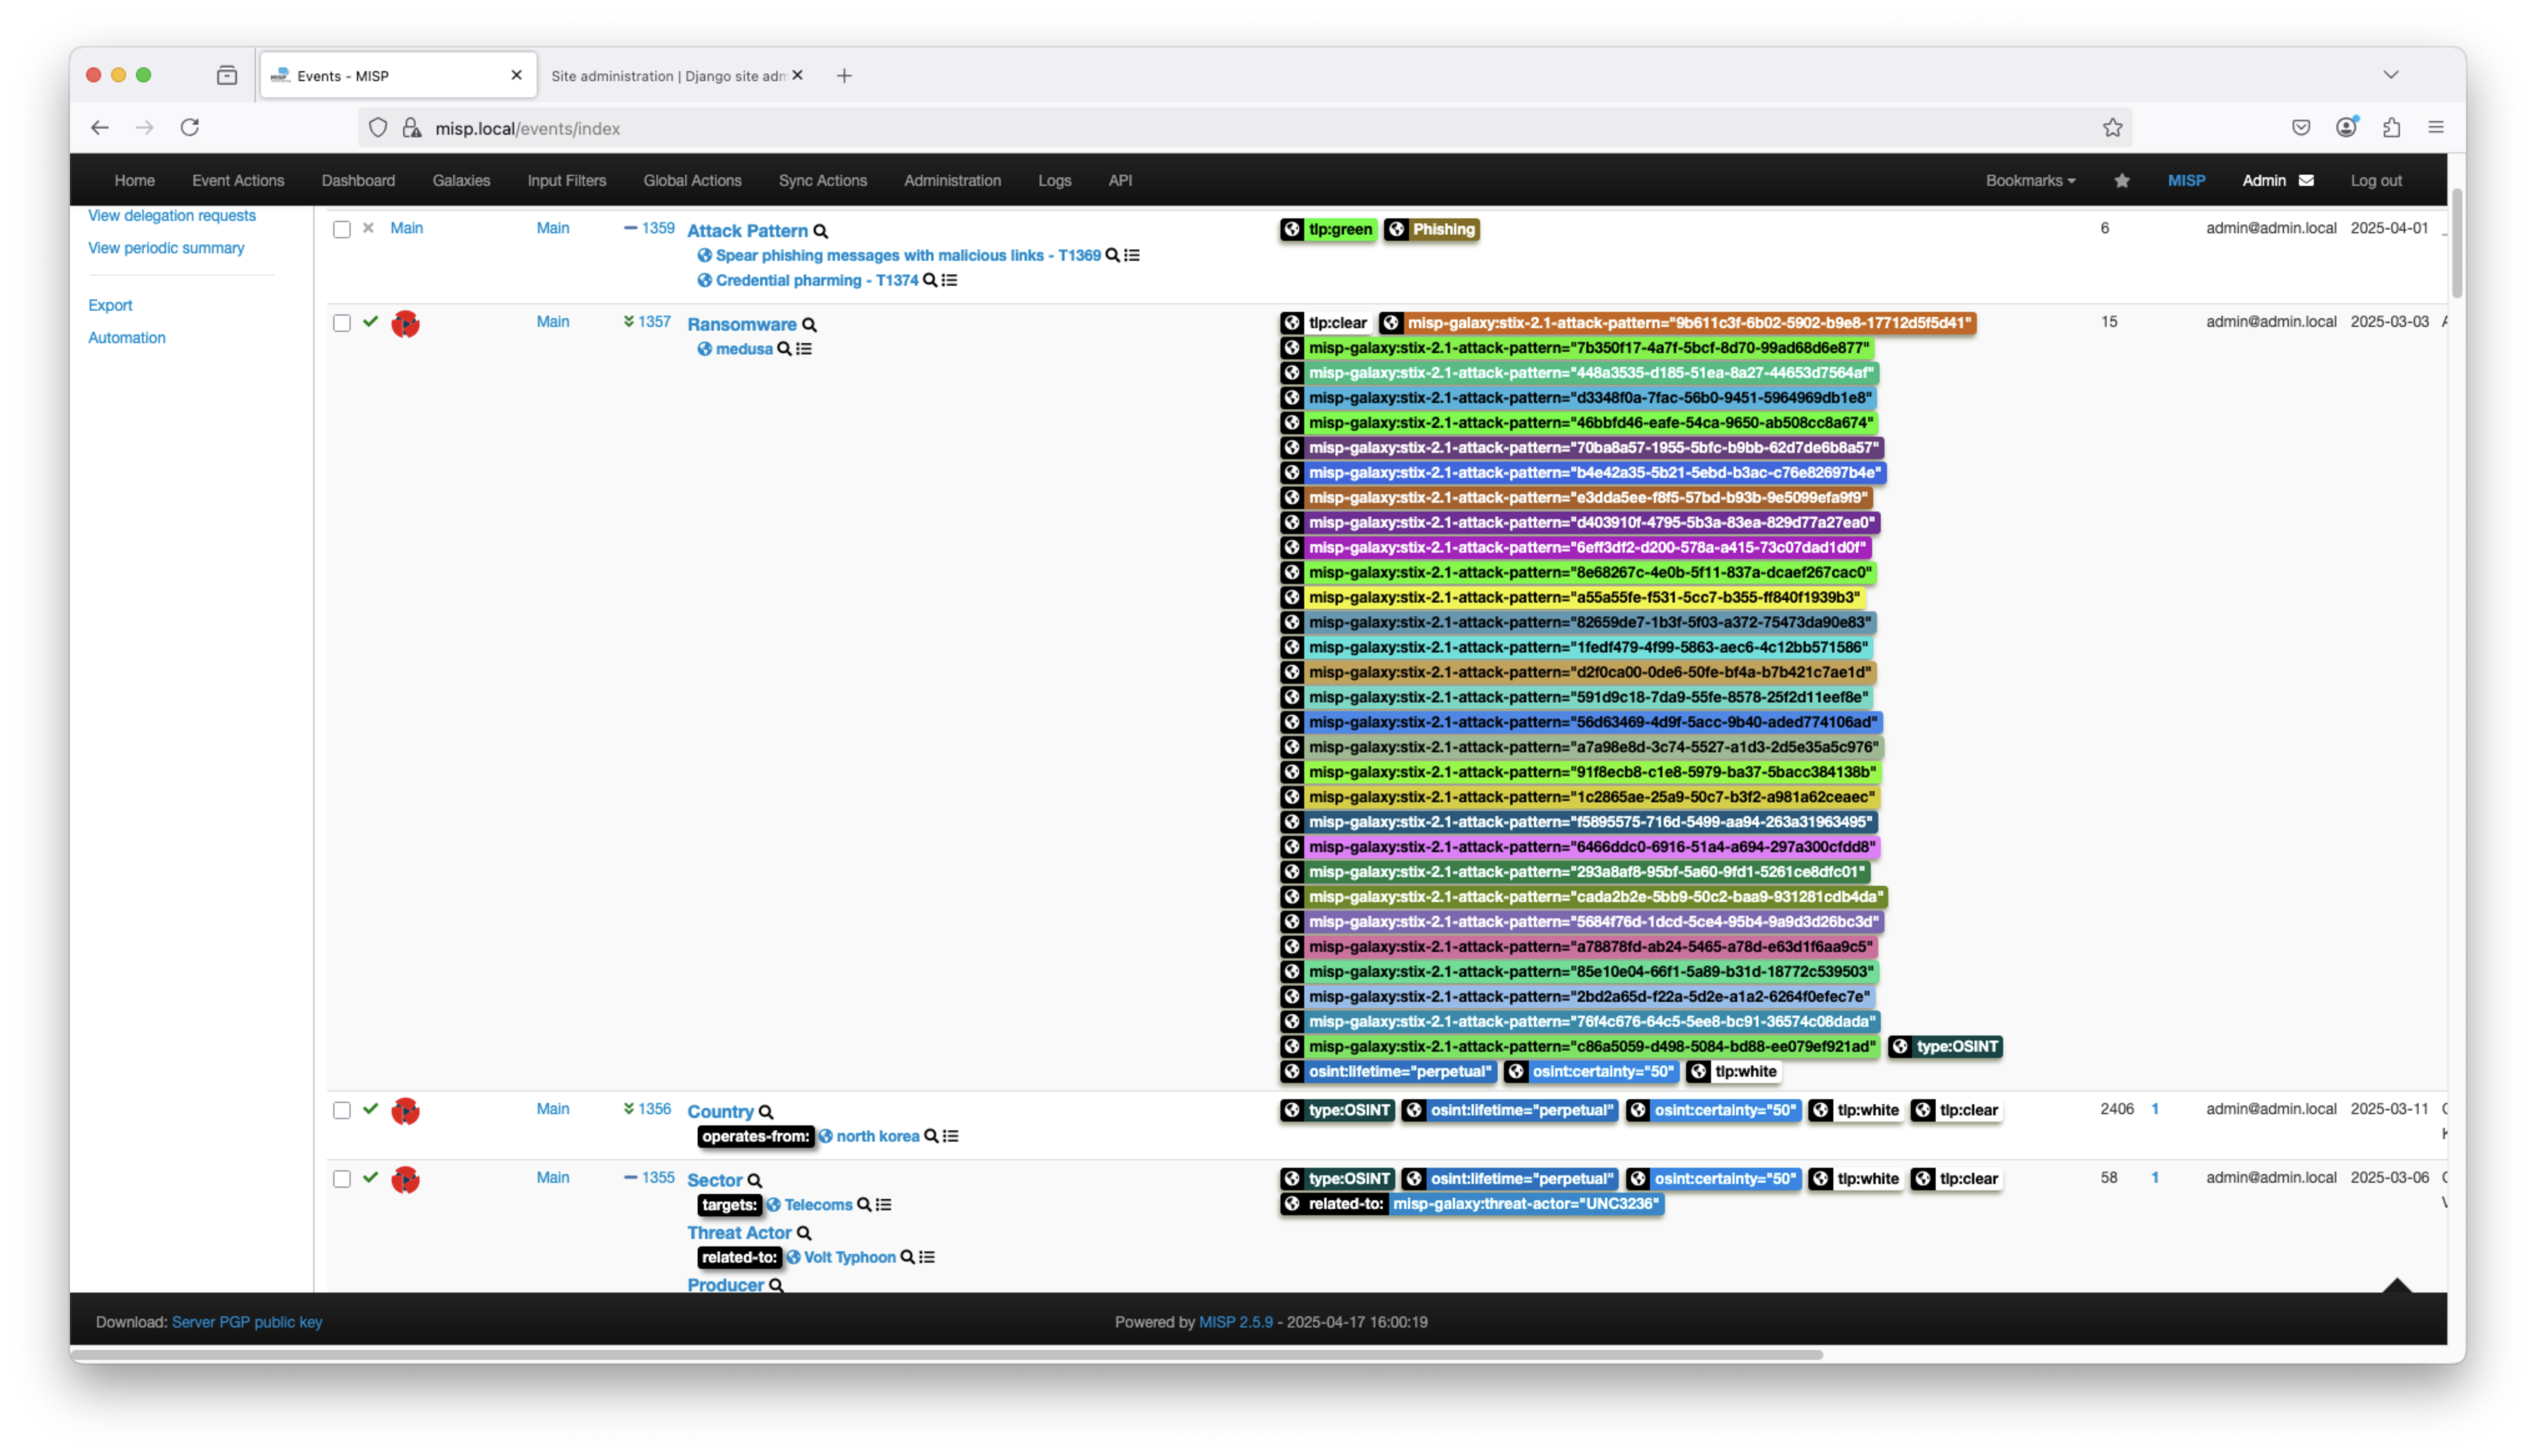 Events - MISP
Site administration | Django site adm
misp.local/events/index
Home Event Actions Dashboard Galaxies Input Filters Global Actions Sync Actions Administration Logs API Bookmarks MISP Admin Log out
View delegation requests
View periodic summary
Export
Automation
Main Main 1359 Attack Pattern tlp:green Phishing 6 admin@admin.local 2025-04-01
Spear phishing messages with malicious links - T1369
Credential pharming - T1374
Main 1357 Ransomware tlp:clear misp-galaxy:stix-2.1-attack-pattern="9b611c3f-6b02-5902-b9e8-17712d5f5d41" 15 admin@admin.local 2025-03-03
medusa misp-galaxy:stix-2.1-attack-pattern="7b350f17-4a7f-5bcf-8d70-99ad68d6e877"
misp-galaxy:stix-2.1-attack-pattern="448a3535-d185-51ea-8a27-44653d7564af"
misp-galaxy:stix-2.1-attack-pattern="d3348f0a-7fac-56b0-9451-5964969db1e8"
misp-galaxy:stix-2.1-attack-pattern="46bbfd46-eafe-54ca-9650-ab508cc8a674"
misp-galaxy:stix-2.1-attack-pattern="70ba8a57-1955-5bfc-b9bb-62d7de6b8a57"
misp-galaxy:stix-2.1-attack-pattern="b4e42a35-5b21-5ebd-b3ac-c76e82697b4e"
misp-galaxy:stix-2.1-attack-pattern="e3dda5ee-f8f5-57bd-b93b-9e5099efa9f9"
misp-galaxy:stix-2.1-attack-pattern="d403910f-4795-5b3a-83ea-829d77a27ea0"
misp-galaxy:stix-2.1-attack-pattern="6eff3df2-d200-578a-a415-73c07dad1d0f"
misp-galaxy:stix-2.1-attack-pattern="8e68267c-4e0b-5f11-837a-dcaef267cac0"
misp-galaxy:stix-2.1-attack-pattern="a55a55fe-f531-5cc7-b355-ff840f1939b3"
misp-galaxy:stix-2.1-attack-pattern="82659de7-1b3f-5f03-a372-75473da90e83"
misp-galaxy:stix-2.1-attack-pattern="1fedf479-4f99-5863-aec6-4c12bb571586"
misp-galaxy:stix-2.1-attack-pattern="d2f0ca00-0de6-50fe-bf4a-b7b421c7ae1d"
misp-galaxy:stix-2.1-attack-pattern="591d9c18-7da9-55fe-8578-25f2d11eef8e"
misp-galaxy:stix-2.1-attack-pattern="56d63469-4d9f-5acc-9b40-aded774106ad"
misp-galaxy:stix-2.1-attack-pattern="a7a98e8d-3c74-5527-a1d3-2d5e35a5c976"
misp-galaxy:stix-2.1-attack-pattern="91f8ecb8-c1e8-5979-ba37-5bacc384138b"
misp-galaxy:stix-2.1-attack-pattern="1c2865ae-25a9-50c7-b3f2-a981a62ceaec"
misp-galaxy:stix-2.1-attack-pattern="f5895575-716d-5499-aa94-263a31963495"
misp-galaxy:stix-2.1-attack-pattern="6466ddc0-6916-51a4-a694-297a300cfdd8"
misp-galaxy:stix-2.1-attack-pattern="293a8af8-95bf-5a60-9fd1-5261ce8dfc01"
misp-galaxy:stix-2.1-attack-pattern="cada2b2e-5bb9-50c2-baa9-931281cdb4da"
misp-galaxy:stix-2.1-attack-pattern="5684f76d-1dcd-5ce4-95b4-9a9d3d26bc3d"
misp-galaxy:stix-2.1-attack-pattern="a78878fd-ab24-5465-a78d-e63d1f6aa9c5"
misp-galaxy:stix-2.1-attack-pattern="85e10e04-66f1-5a89-b31d-18772c539503"
misp-galaxy:stix-2.1-attack-pattern="2bd2a65d-f22a-5d2e-a1a2-6264f0efec7e"
misp-galaxy:stix-2.1-attack-pattern="76f4c676-64c5-5ee8-bc91-36574c08dada"
misp-galaxy:stix-2.1-attack-pattern="c86a5059-d498-5084-bd88-ee079ef921ad" type:OSINT
osint:lifetime="perpetual" osint:certainty="50" tlp:white
Main 1356 Country type:OSINT osint:lifetime="perpetual" osint:certainty="50" tlp:white tlp:clear 2406 1 admin@admin.local 2025-03-11
operates-from: north korea
Main 1355 Sector type:OSINT osint:lifetime="perpetual" osint:certainty="50" tlp:white tlp:clear 58 1 admin@admin.local 2025-03-06
targets: Telecoms related-to: misp-galaxy:threat-actor="UNC3236"
Threat Actor
related-to: Volt Typhoon
Producer
Download: Server PGP public key Powered by MISP 2.5.9 - 2025-04-17 16:00:19